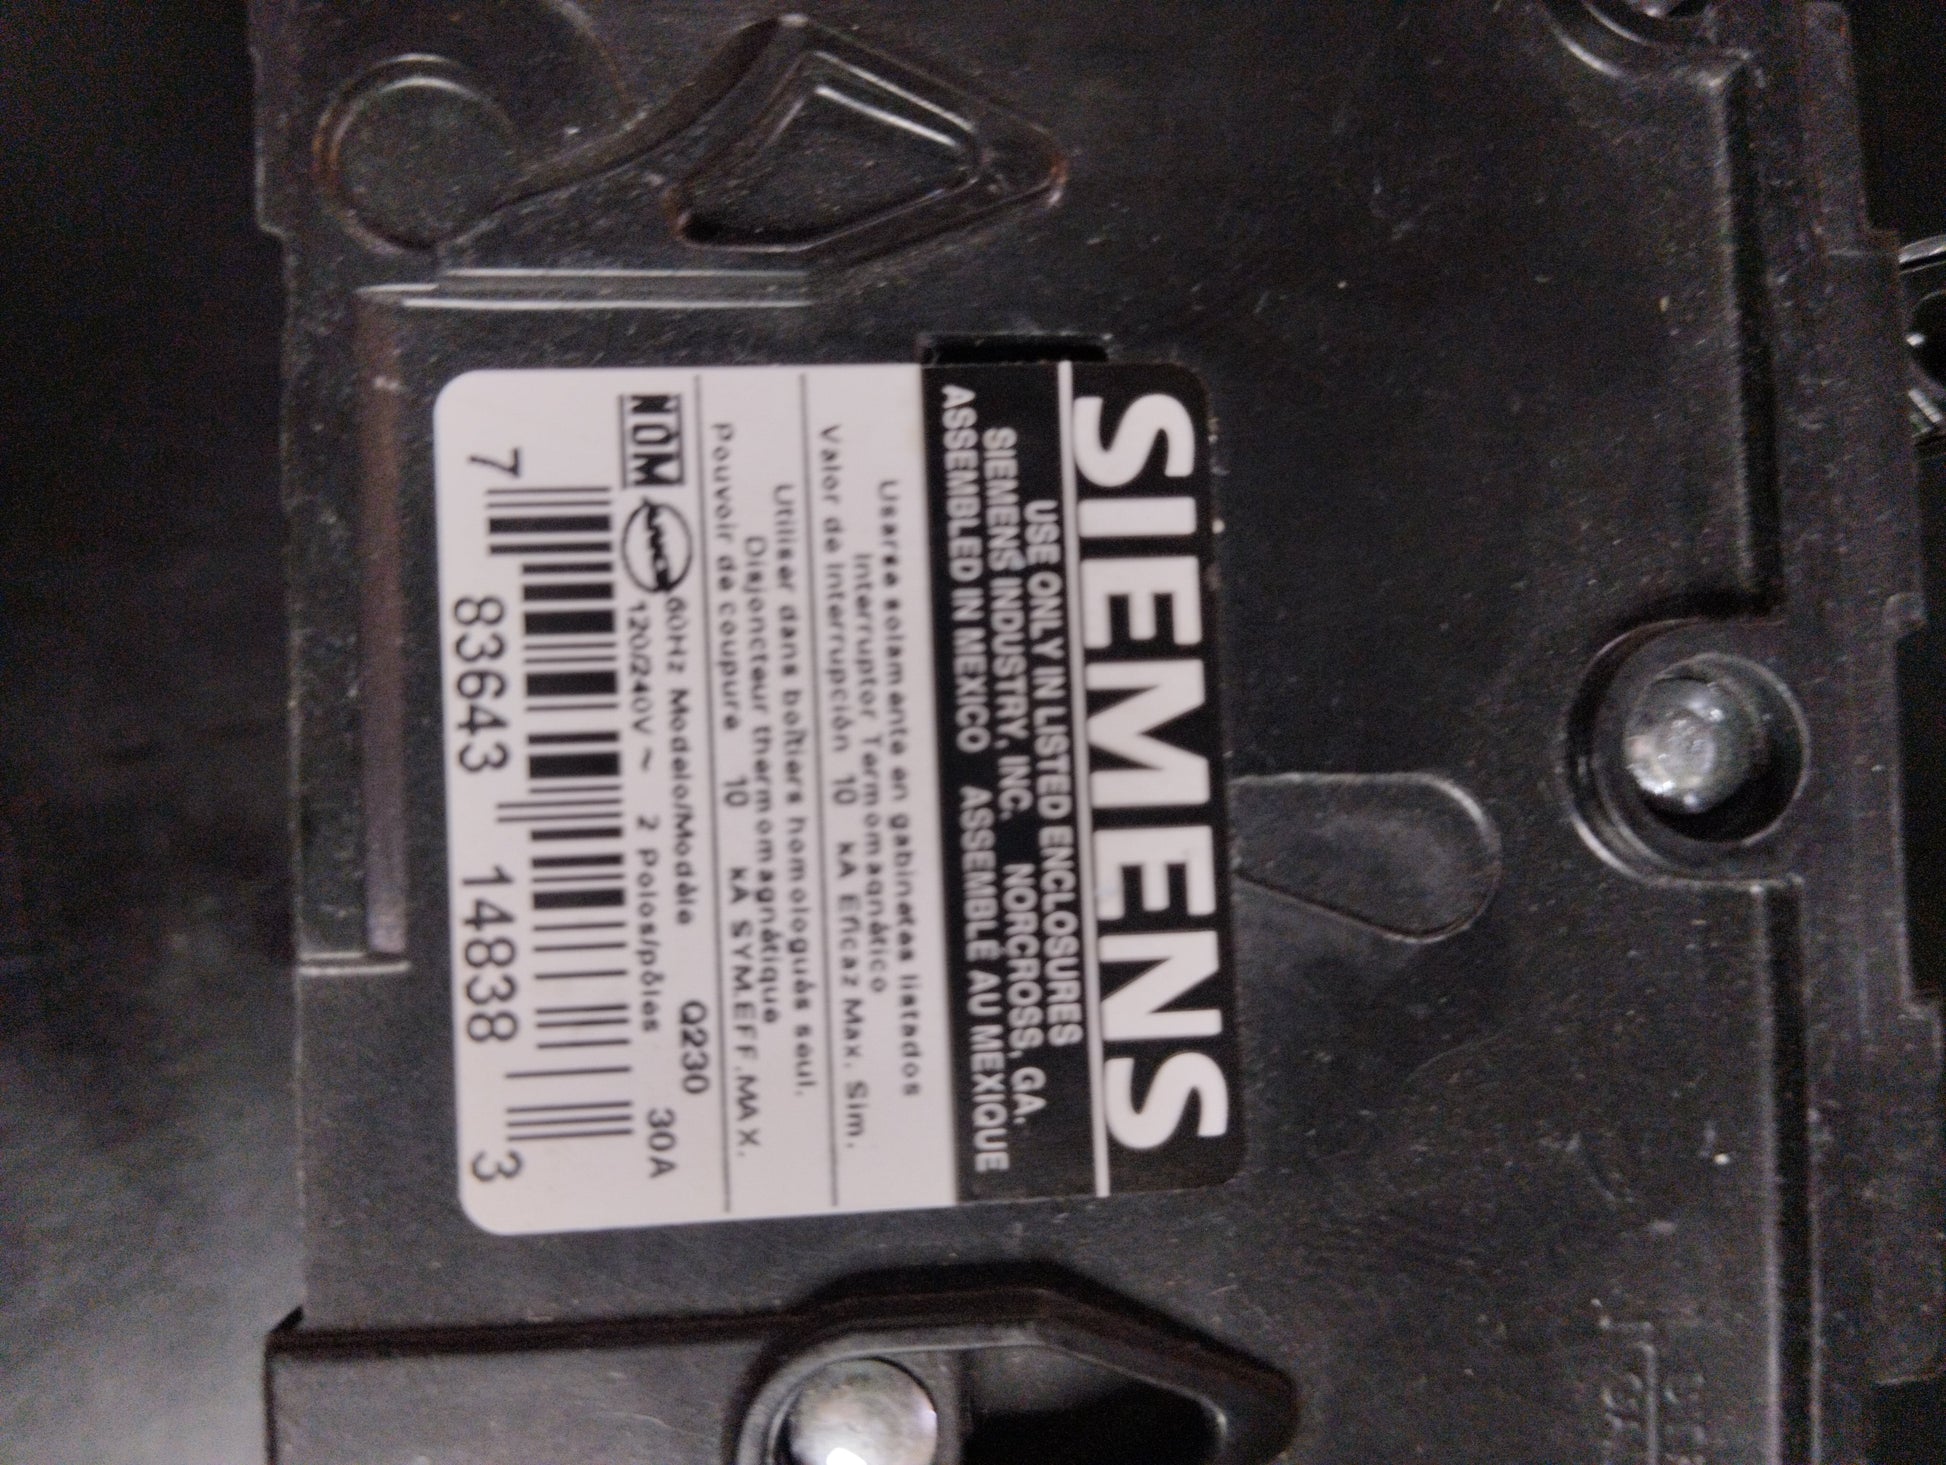 SIEMENS
USE ONLY IN LISTED ENCLOSURES
SIEMENS INDUSTRY, INC. NORCROSS, GA.
ASSEMBLED IN MEXICO ASSEMBLÉ AU MEXIQUE
Usarse solamente en gabinetes listados
Interruptor Termomagnético
Valor de Interrupción 10 kA Eficaz Max. Sim.
Utiliser dans boîtiers homologués seul.
Disjoncteur thermomagnétique
Pouvoir de coupure 10 kA SYM.EFF.MAX.
NOM ANCE 60Hz Modelo/Modèle Q230
120/240V ~ 2 Polos/pôles 30A
7 83643 14838 3